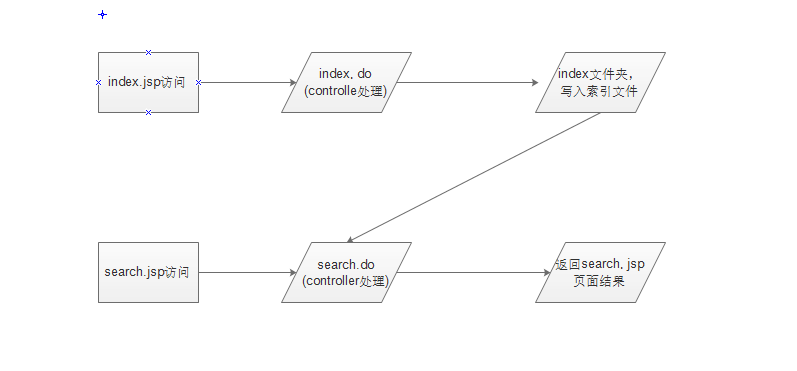 index.jsp访问
index, do
(controlle处理)
index文件夹，
写入索引文件
search.jsp访问
search.do
(controller处理)
返回search, jsp
页面结果